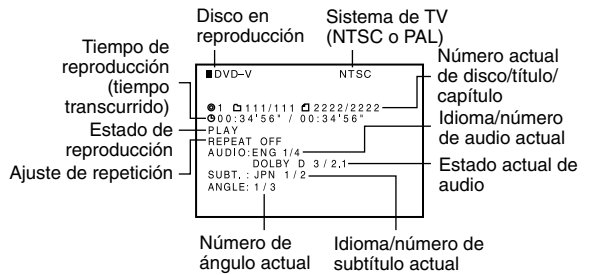 Disco en
reproducción
Sistema de TV
(NTSC o PAL)
Tiempo de
reproducción
(tiempo
transcurrido)
Estado de
reproducción
Ajuste de repetición
DVD-V NTSC
1 111/111 2222/2222
00:34'56" / 00:34'56"
PLAY
REPEAT OFF
AUDIO:ENG 1/4
DOLBY D 3/2.1
SUBT.: JPN 1/2
ANGLE: 1/3
Número actual
de disco/título/
capítulo
Idioma/número
de audio actual
Estado actual de
audio
Número de
ángulo actual
Idioma/número de
subtítulo actual